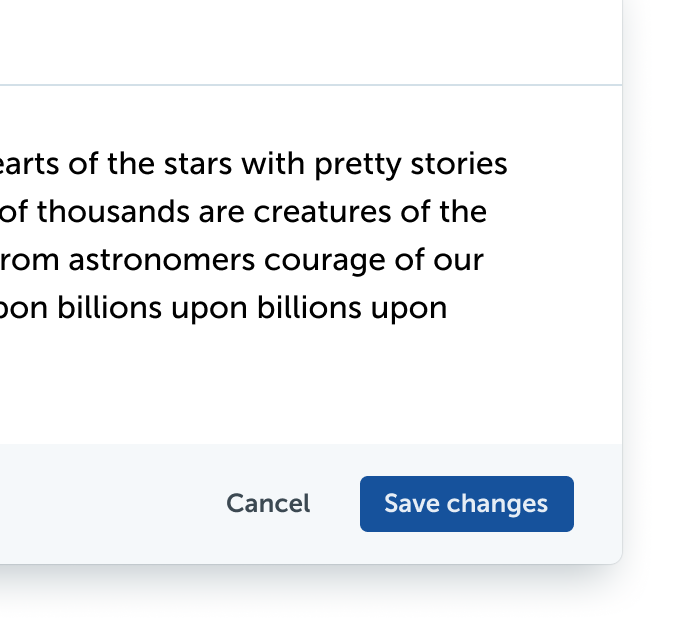 earts of the stars with pretty stories
of thousands are creatures of the
rom astronomers courage of our
pon billions upon billions upon
Cancel
Save changes